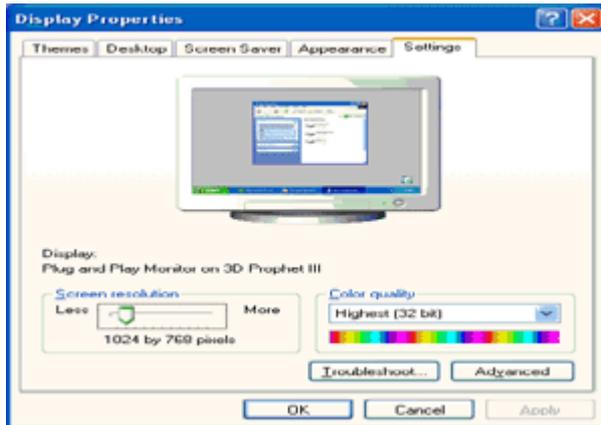 Display Properties
Themes Desktop Screen Saver Appearance Settings
Display:
Plug and Play Monitor on 3D Prophet III
Screen resolution
Less More
1024 by 768 pixels
Color quality
Highest (32 bit)
Troubleshoot... Advanced
OK Cancel Apply